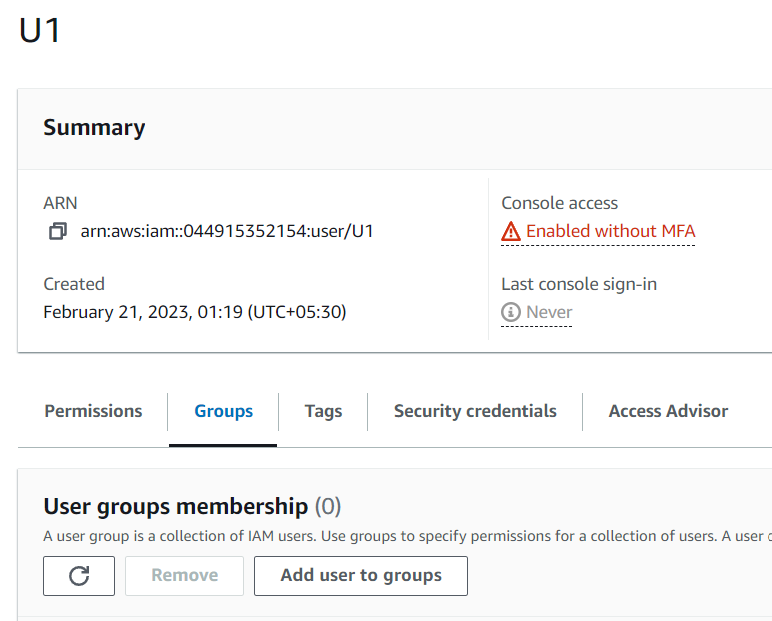 U1
Summary
ARN
arn:aws:iam::044915352154:user/U1
Console access
Enabled without MFA
Created
February 21, 2023, 01:19 (UTC+05:30)
Last console sign-in
Never
Permissions
Groups
Tags
Security credentials
Access Advisor
User groups membership (0)
A user group is a collection of IAM users. Use groups to specify permissions for a collection of users. A user
Remove
Add user to groups